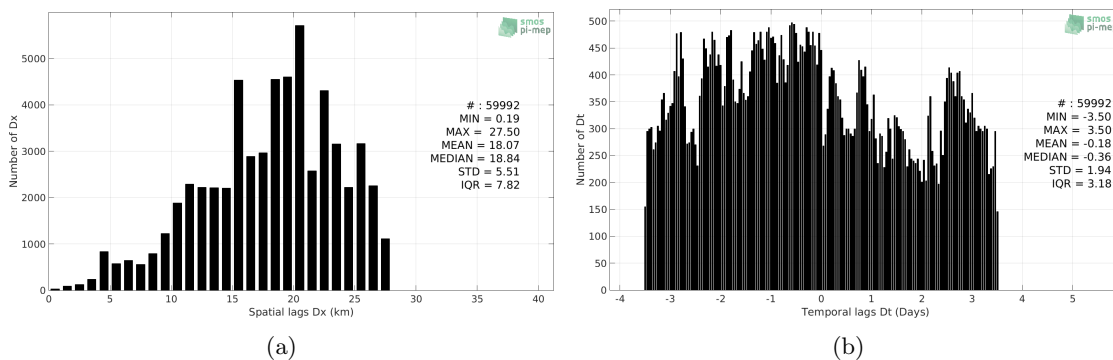 6000
5000
4000
3000
2000
1000
0
Number of Dx
0 5 10 15 20 25 30 35 40
Spatial lags Dx (km)
smos
pi-mep
# : 59992
MIN = 0.19
MAX = 27.50
MEAN = 18.07
MEDIAN = 18.84
STD = 5.51
IQR = 7.82
(a)
500
450
400
350
300
250
200
150
100
50
0
Number of Dt
-4 -3 -2 -1 0 1 2 3 4 5
Temporal lags Dt (Days)
smos
pi-mep
# : 59992
MIN = -3.50
MAX = 3.50
MEAN = -0.18
MEDIAN = -0.36
STD = 1.94
IQR = 3.18
(b)